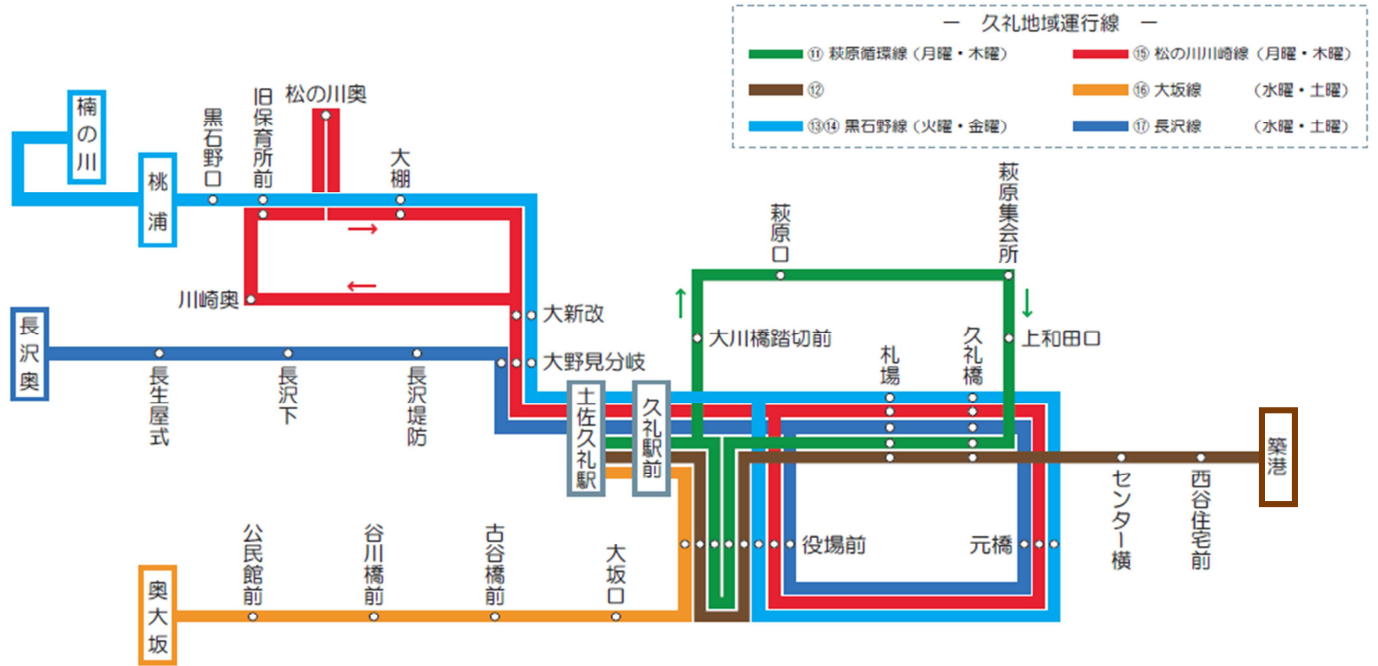 ― 久礼地域運行線 ―
⑪ 萩原循環線（月曜・木曜）
⑮ 松の川川崎線（月曜・木曜）
⑫
⑯ 大坂線 （水曜・土曜）
⑬⑭ 黒石野線（火曜・金曜）
⑰ 長沢線 （水曜・土曜）
楠の川
桃浦
黒石野口
旧保育所前
松の川奥
大棚
→
←
川崎奥
大新改
大野見分岐
長沢奥
長生屋式
長沢下
長沢堤防
土佐久礼駅
久礼駅前
↑
萩原口
萩原集会所
↓
大川橋踏切前
上和田口
札場
久礼橋
築港
センター横
西谷住宅前
役場前
元橋
奥大坂
公民館前
谷川橋前
古谷橋前
大坂口